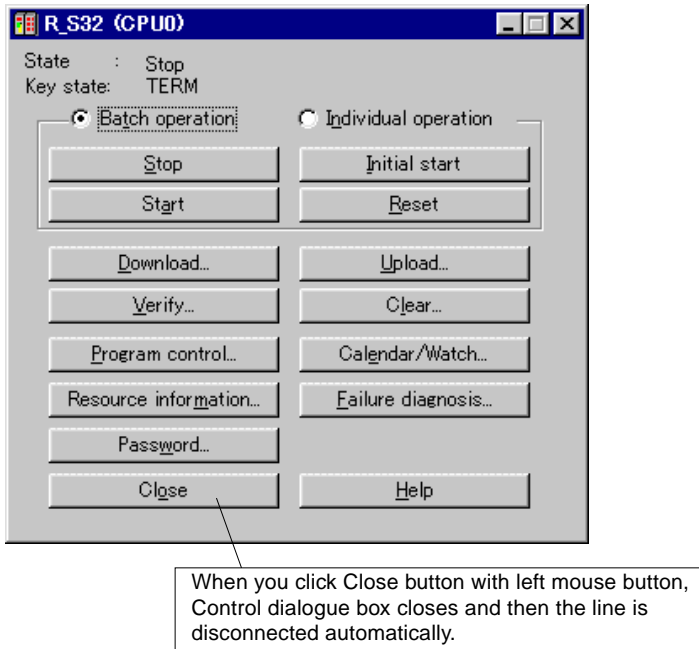 R_S32 (CPU0)
State : Stop
Key state: TERM
Batch operation Individual operation
Stop Initial start
Start Reset
Download... Upload...
Verify... Clear...
Program control... Calendar/Watch...
Resource information... Failure diagnosis...
Password...
Close Help
When you click Close button with left mouse button,
Control dialogue box closes and then the line is
disconnected automatically.